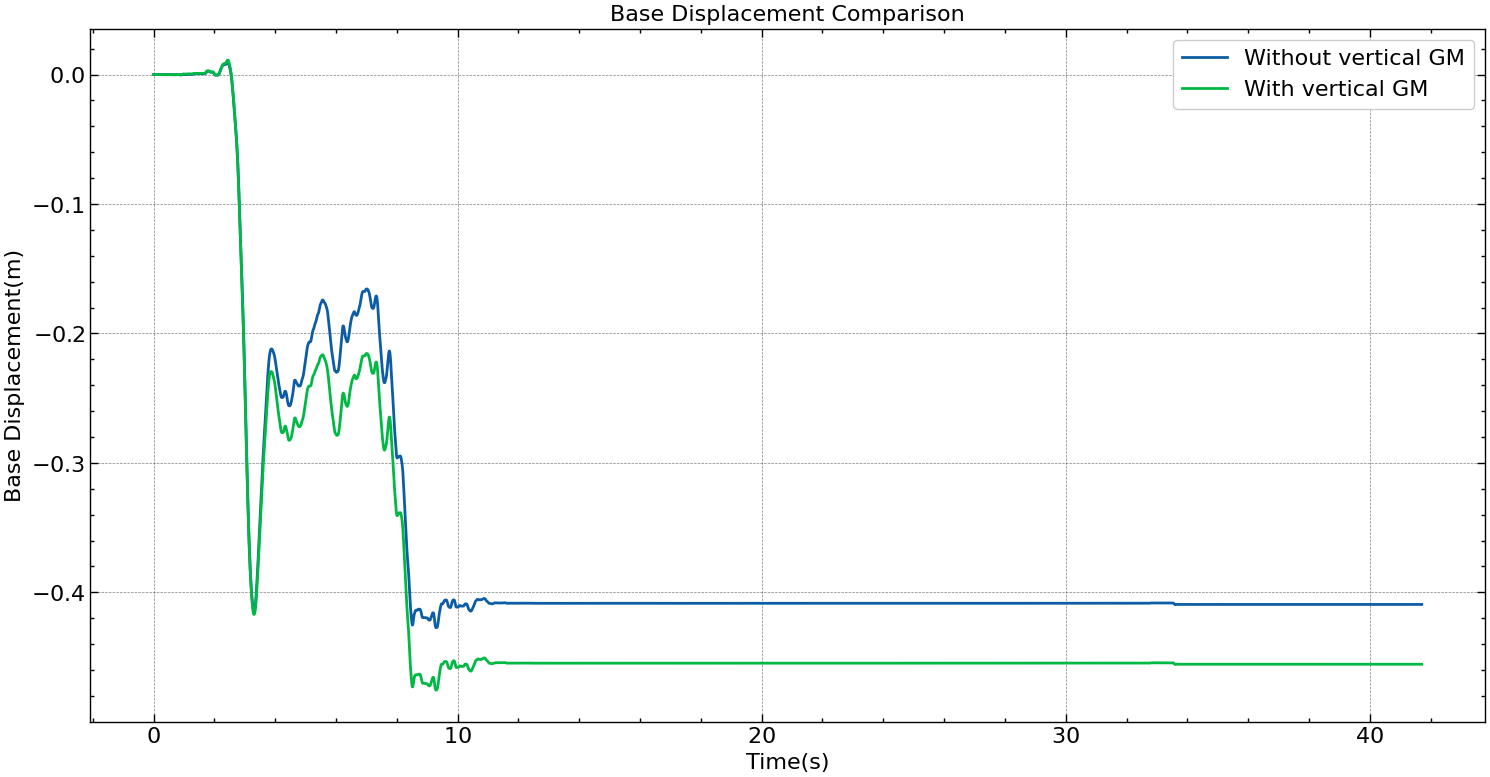 Base Displacement Comparison
Without vertical GM
With vertical GM
0.0
−0.1
−0.2
−0.3
−0.4
Base Displacement(m)
0
10
20
30
40
Time(s)